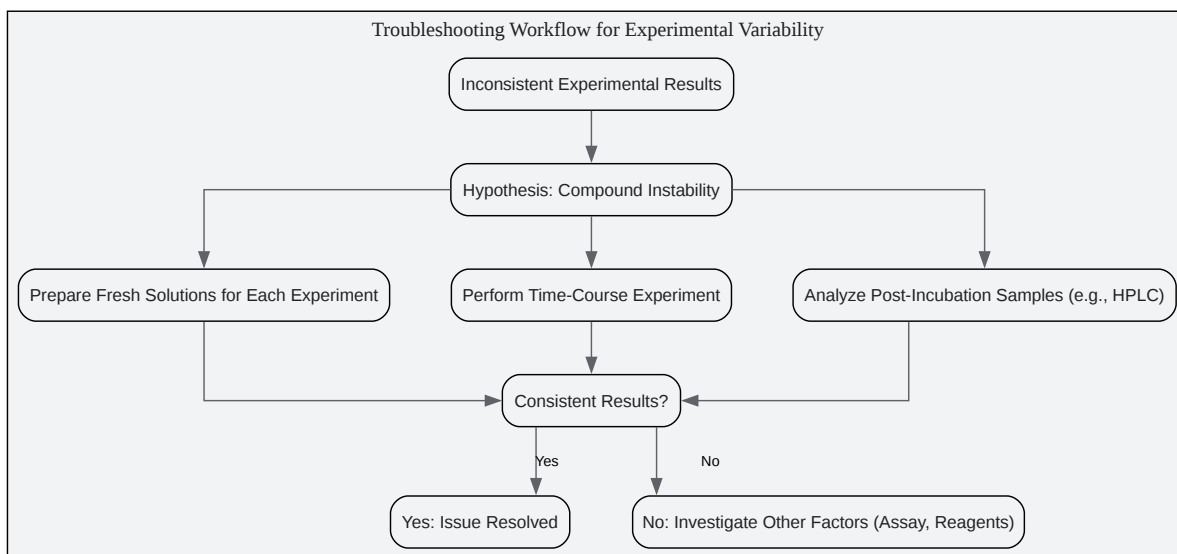 Troubleshooting Workflow for Experimental Variability
Inconsistent Experimental Results
Hypothesis: Compound Instability
Prepare Fresh Solutions for Each Experiment
Perform Time-Course Experiment
Analyze Post-Incubation Samples (e.g., HPLC)
Consistent Results?
Yes
No
Yes: Issue Resolved
No: Investigate Other Factors (Assay, Reagents)